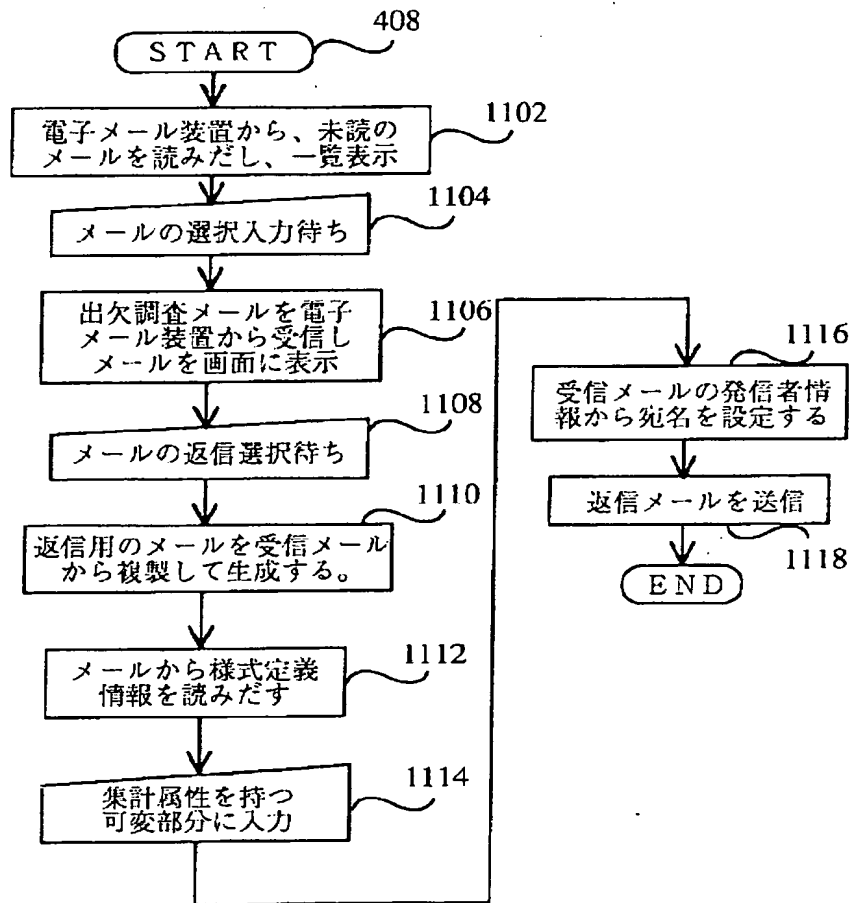 START
408
電子メール装置から、未読の
メールを読みだし、一覧表示
1102
メールの選択入力待ち
1104
出欠調査メールを電子
メール装置から受信し
メールを画面に表示
1106
メールの返信選択待ち
1108
返信用のメールを受信メール
から複製して生成する。
1110
メールから様式定義
情報を読みだす
1112
集計属性を持つ
可変部分に入力
1114
受信メールの発信者情
報から宛名を設定する
1116
返信メールを送信
1118
END